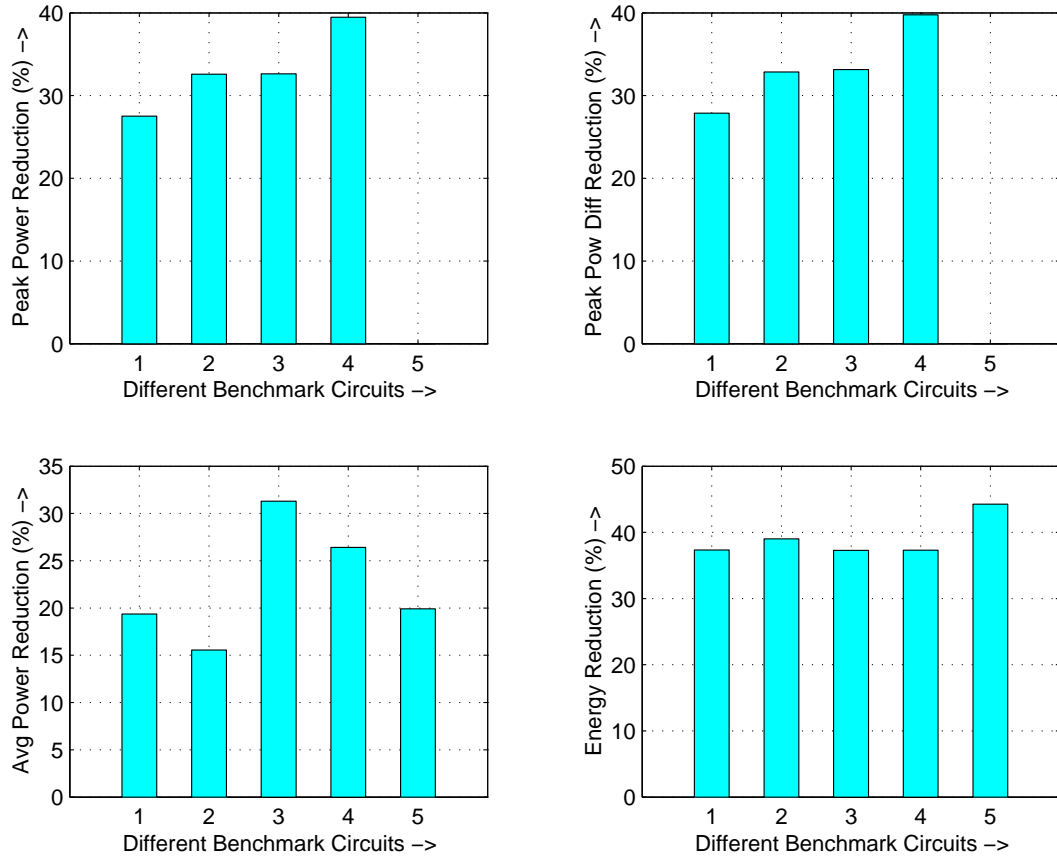 40
30
20
10
0
1 2 3 4 5
Different Benchmark Circuits −>
Peak Power Reduction (%) −>
40
30
20
10
0
1 2 3 4 5
Different Benchmark Circuits −>
Peak Pow Diff Reduction (%) −>
35
30
25
20
15
10
5
0
1 2 3 4 5
Different Benchmark Circuits −>
Avg Power Reduction (%) −>
50
40
30
20
10
0
1 2 3 4 5
Different Benchmark Circuits −>
Energy Reduction (%) −>